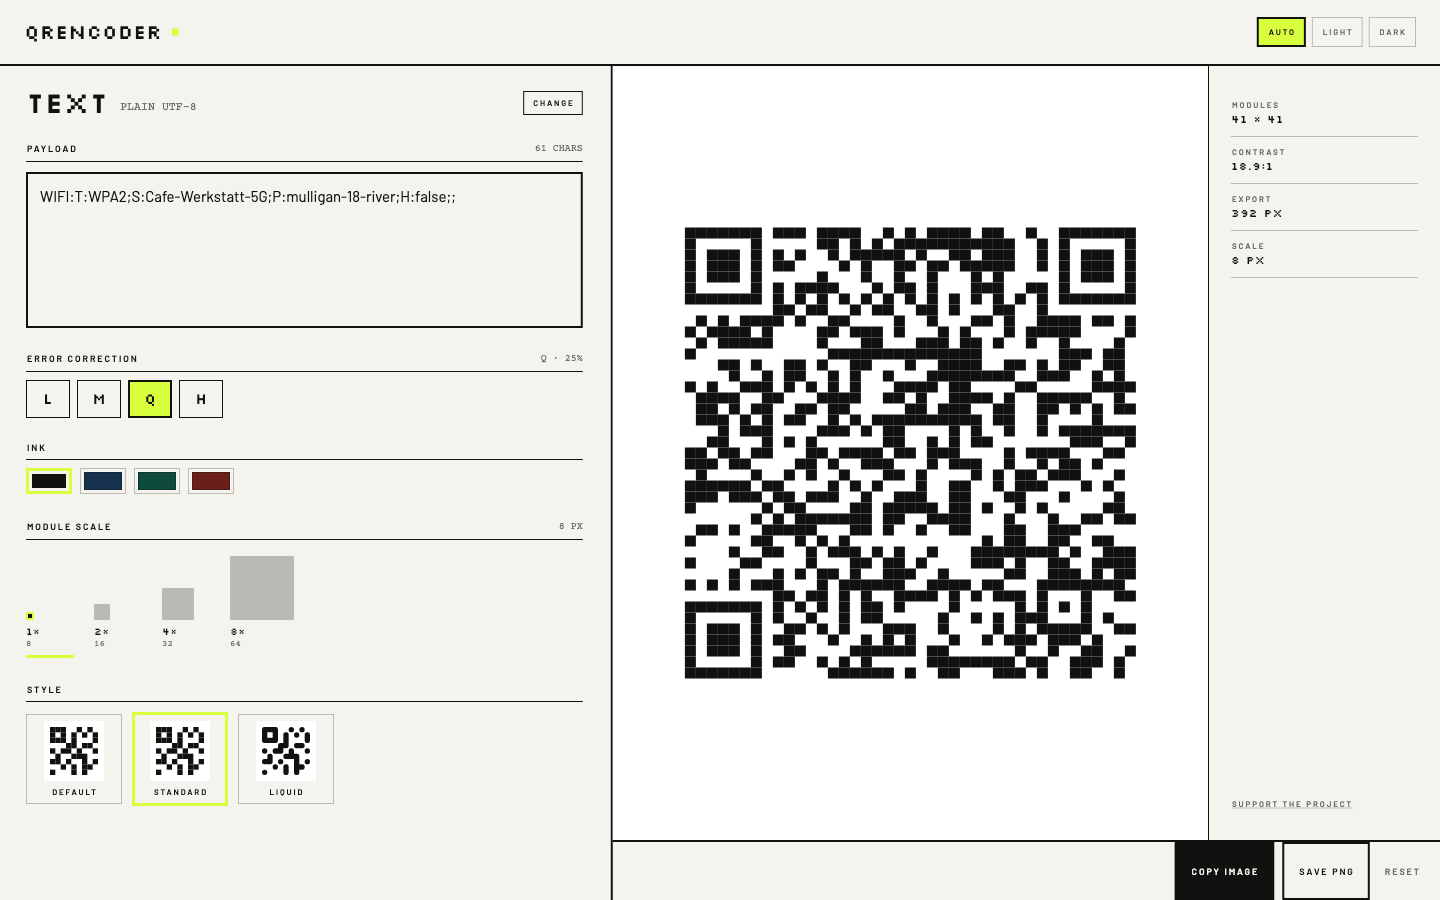 QRENCODER
AUTO LIGHT DARK
TEXT PLAIN UTF-8 CHANGE
PAYLOAD 61 CHARS
WIFI:T:WPA2;S:Cafe-Werkstatt-5G;P:mulligan-18-river;H:false;;
ERROR CORRECTION Q · 25%
L M Q H
INK
MODULE SCALE 8 PX
1× 2× 4× 8×
8 16 32 64
STYLE
DEFAULT STANDARD LIQUID
MODULES
41 × 41
CONTRAST
18.9:1
EXPORT
392 PX
SCALE
8 PX
SUPPORT THE PROJECT
COPY IMAGE SAVE PNG RESET